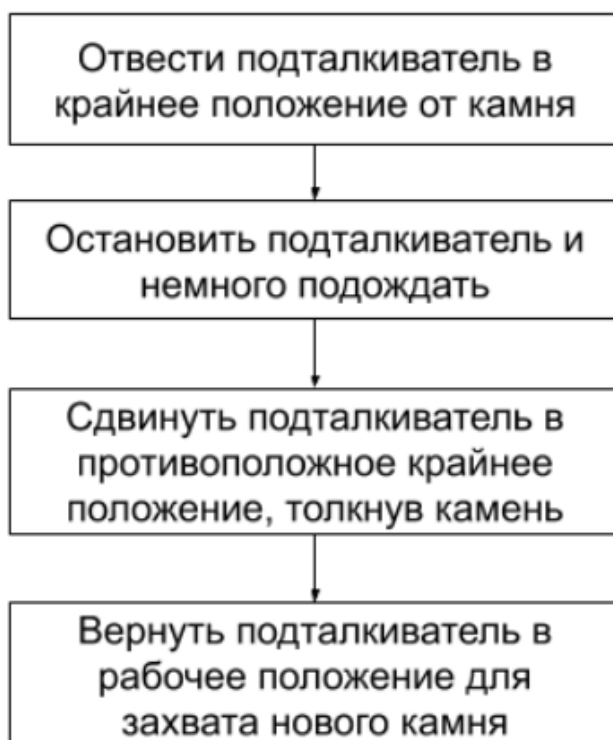 Отвести подталкиватель в
крайнее положение от камня
Остановить подталкиватель и
немного подождать
Сдвинуть подталкиватель в
противоположное крайнее
положение, толкнув камень
Вернуть подталкиватель в
рабочее положение для
захвата нового камня